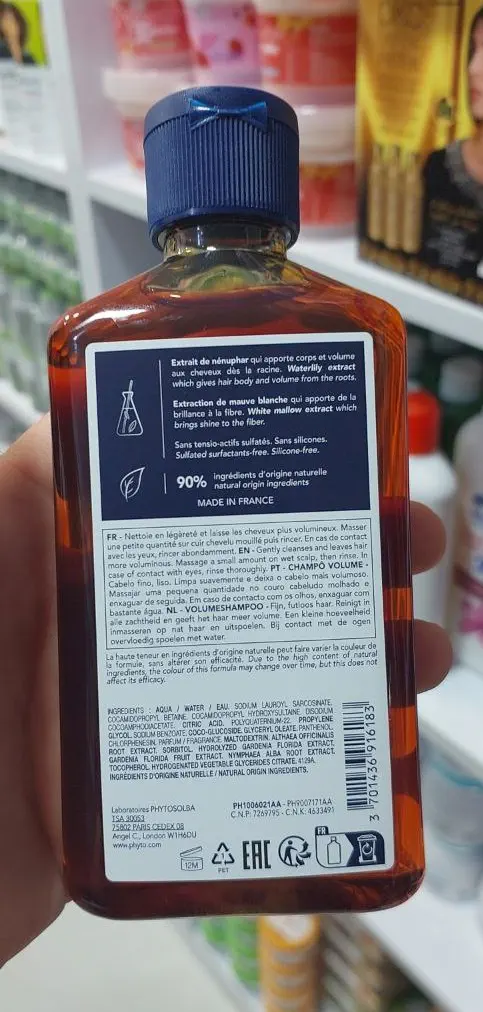 Extrait de nénuphar qui apporte corps et volume
aux cheveux dès la racine. Waterlily extract
which gives hair body and volume from the roots.
Extraction de mauve blanche qui apporte de la
brillance à la fibre. White mallow extract which
brings shine to the fiber.
Sans tensio-actifs sulfatés. Sans silicones.
Sulfated surfactants-free. Silicone-free.
90% ingrédients d'origine naturelle
natural origin ingredients
MADE IN FRANCE
FR - Nettoie en légèreté et laisse les cheveux plus volumineux. Masser
une petite quantité sur cuir chevelu mouillé puis rincer. En cas de contact
avec les yeux, rincer abondamment. EN - Gently cleanses and leaves hair
more voluminous. Massage a small amount on wet scalp, then rinse. In
case of contact with eyes, rinse thoroughly. PT - CHAMPÔ VOLUME -
Cabelo fino, liso. Limpa suavemente e deixa o cabelo mais volumoso.
Massajar uma pequena quantidade no couro cabeludo molhado e
enxaguar de seguida. Em caso de contacto com os olhos, enxaguar com
bastante água. NL - VOLUMESHAMPOO - Fijn, futloos haar. Reinigt in
alle zachtheid en geeft het haar meer volume. Een kleine hoeveelheid
inmasseren op nat haar en uitspoelen. Bij contact met de ogen
overvloedig spoelen met water.
La haute teneur en ingrédients d'origine naturelle peut faire varier la couleur de
la formule, sans altérer son efficacité. Due to the high content of natural
ingredients, the colour of this formula may change over time, but this does not
affect its efficacy.
INGREDIENTS : AQUA / WATER / EAU, SODIUM LAUROYL SARCOSINATE,
COCAMIDOPROPYL BETAINE, COCAMIDOPROPYL HYDROXYSULTAINE, DISODIUM
COCOAMPHODIACETATE, CITRIC ACID, POLYQUATERNIUM-22, PROPYLENE
GLYCOL, SODIUM BENZOATE, COCO-GLUCOSIDE, GLYCERYL OLEATE, PANTHENOL,
CHLORPHENESIN, PARFUM / FRAGRANCE, MALTODEXTRIN, ALTHAEA OFFICINALIS
ROOT EXTRACT, SORBITOL, HYDROLYZED GARDENIA FLORIDA EXTRACT,
GARDENIA FLORIDA FRUIT EXTRACT, NYMPHAEA ALBA ROOT EXTRACT,
TOCOPHEROL, HYDROGENATED VEGETABLE GLYCERIDES CITRATE. 4129A.
INGRÉDIENTS D'ORIGINE NATURELLE / NATURAL ORIGIN INGREDIENTS.
3 701436 916183
Laboratoires PHYTOSOLBA
TSA 30053
75802 PARIS CEDEX 08
Angel C., London W1H6DU
www.phyto.com
PH1006021AA - PH9007171AA
C.N.P: 7269795 - C.N.K: 4633491
12M
PET
EAC
FR